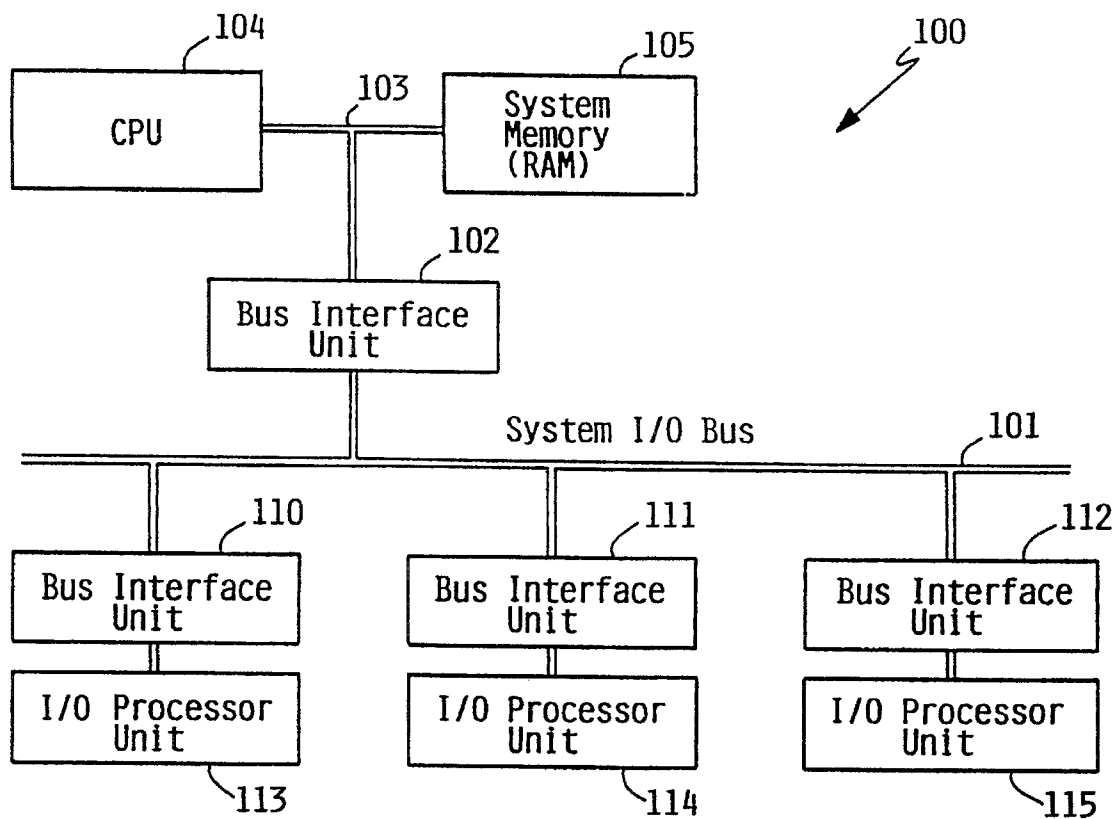 104
105
100
103
CPU
System
Memory
(RAM)
102
Bus Interface
Unit
System I/O Bus
101
110
111
112
Bus Interface
Unit
Bus Interface
Unit
Bus Interface
Unit
I/O Processor
Unit
I/O Processor
Unit
I/O Processor
Unit
113
114
115